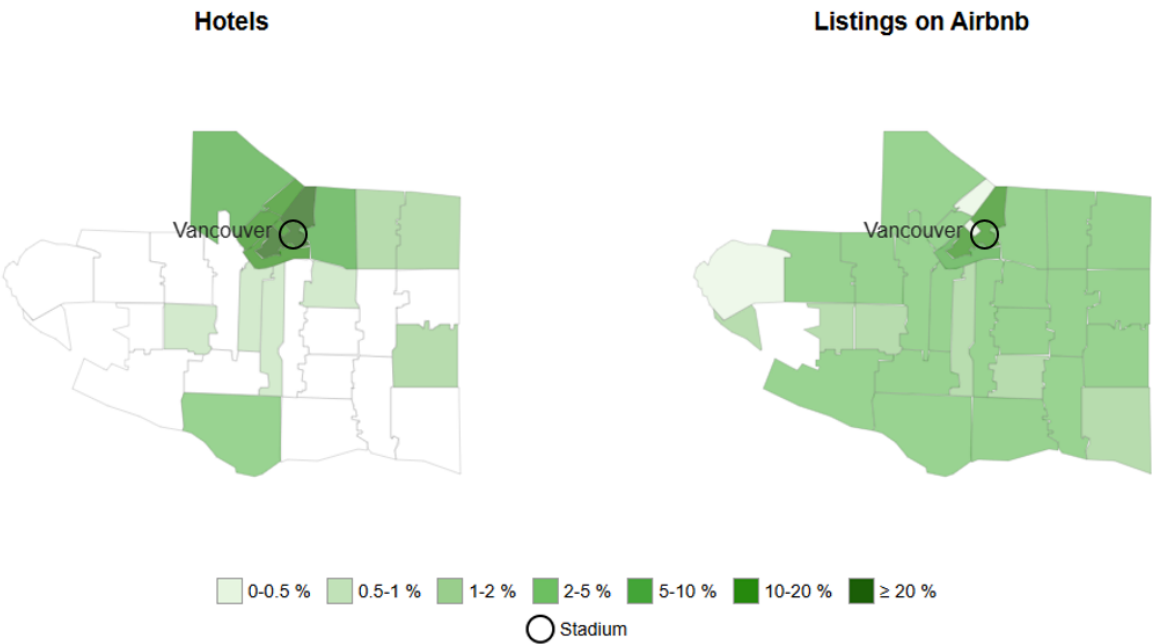 Hotels
Listings on Airbnb
Vancouver
Vancouver
0-0.5 %
0.5-1 %
1-2 %
2-5 %
5-10 %
10-20 %
≥ 20 %
Stadium